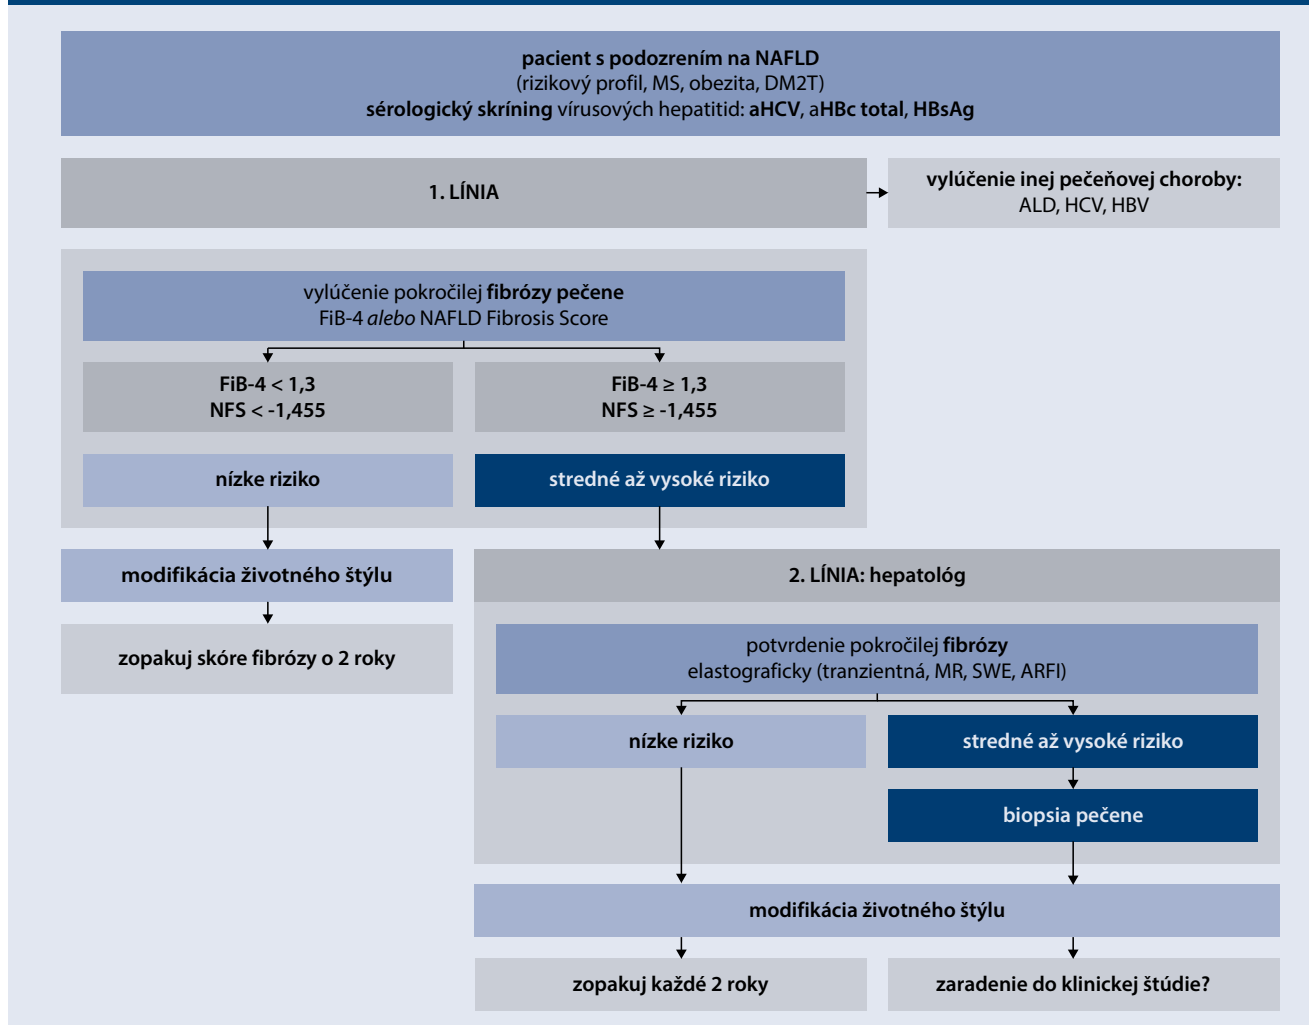 pacient s podozrením na NAFLD
(rizikový profil, MS, obezita, DM2T)
sérologický skríning vírusových hepatitid: aHCV, aHBc total, HBsAg
1. LÍNIA
vylúčenie inej pečeňovej choroby:
ALD, HCV, HBV
vylúčenie pokročilej fibrózy pečene
FiB-4 alebo NAFLD Fibrosis Score
FiB-4 < 1,3
NFS < -1,455
FiB-4 ≥ 1,3
NFS ≥ -1,455
nízke riziko
stredné až vysoké riziko
modifikácia životného štýlu
zopakuj skóre fibrózy o 2 roky
2. LÍNIA: hepatológ
potvrdenie pokročilej fibrózy
elastograficky (tranzientná, MR, SWE, ARFI)
nízke riziko
stredné až vysoké riziko
biopsia pečene
modifikácia životného štýlu
zopakuj každé 2 roky
zaradenie do klinickej štúdie?